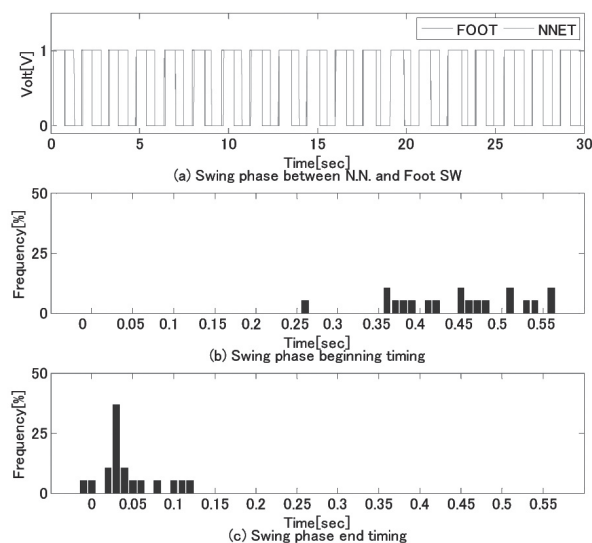 FOOT NNET
Volt[V]
1
0
0 5 10 15 20 25 30
Time[sec]
(a) Swing phase between N.N. and Foot SW
Frequency[%]
50
25
0
0 0.05 0.1 0.15 0.2 0.25 0.3 0.35 0.4 0.45 0.5 0.55
Time[sec]
(b) Swing phase beginning timing
Frequency[%]
50
25
0
0 0.05 0.1 0.15 0.2 0.25 0.3 0.35 0.4 0.45 0.5 0.55
Time[sec]
(c) Swing phase end timing